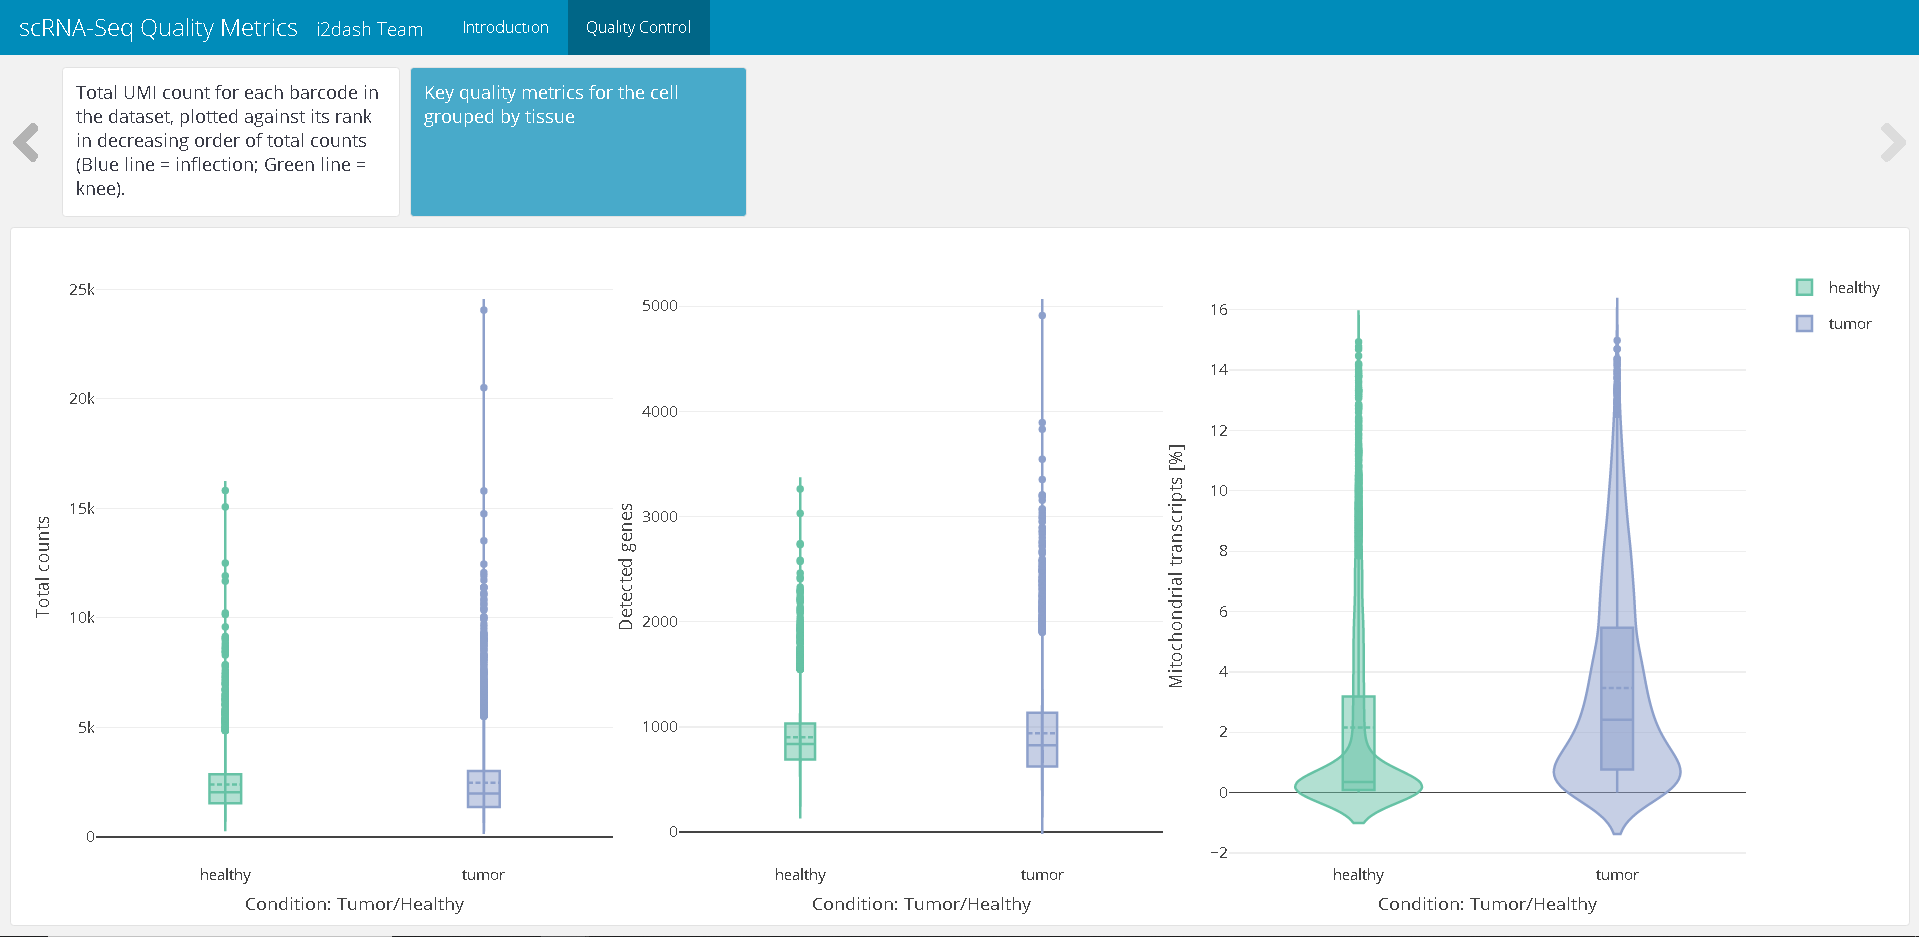 scRNA-Seq Quality Metrics i2dash Team Introduction Quality Control
Total UMI count for each barcode in
the dataset, plotted against its rank
in decreasing order of total counts
(Blue line = inflection; Green line =
knee).
Key quality metrics for the cell
grouped by tissue
Total counts
25k
20k
15k
10k
5k
0
healthy
tumor
Condition: Tumor/Healthy
Detected genes
5000
4000
3000
2000
1000
0
healthy
tumor
Condition: Tumor/Healthy
Mitochondrial transcripts [%]
16
14
12
10
8
6
4
2
0
−2
healthy
tumor
Condition: Tumor/Healthy
healthy
tumor